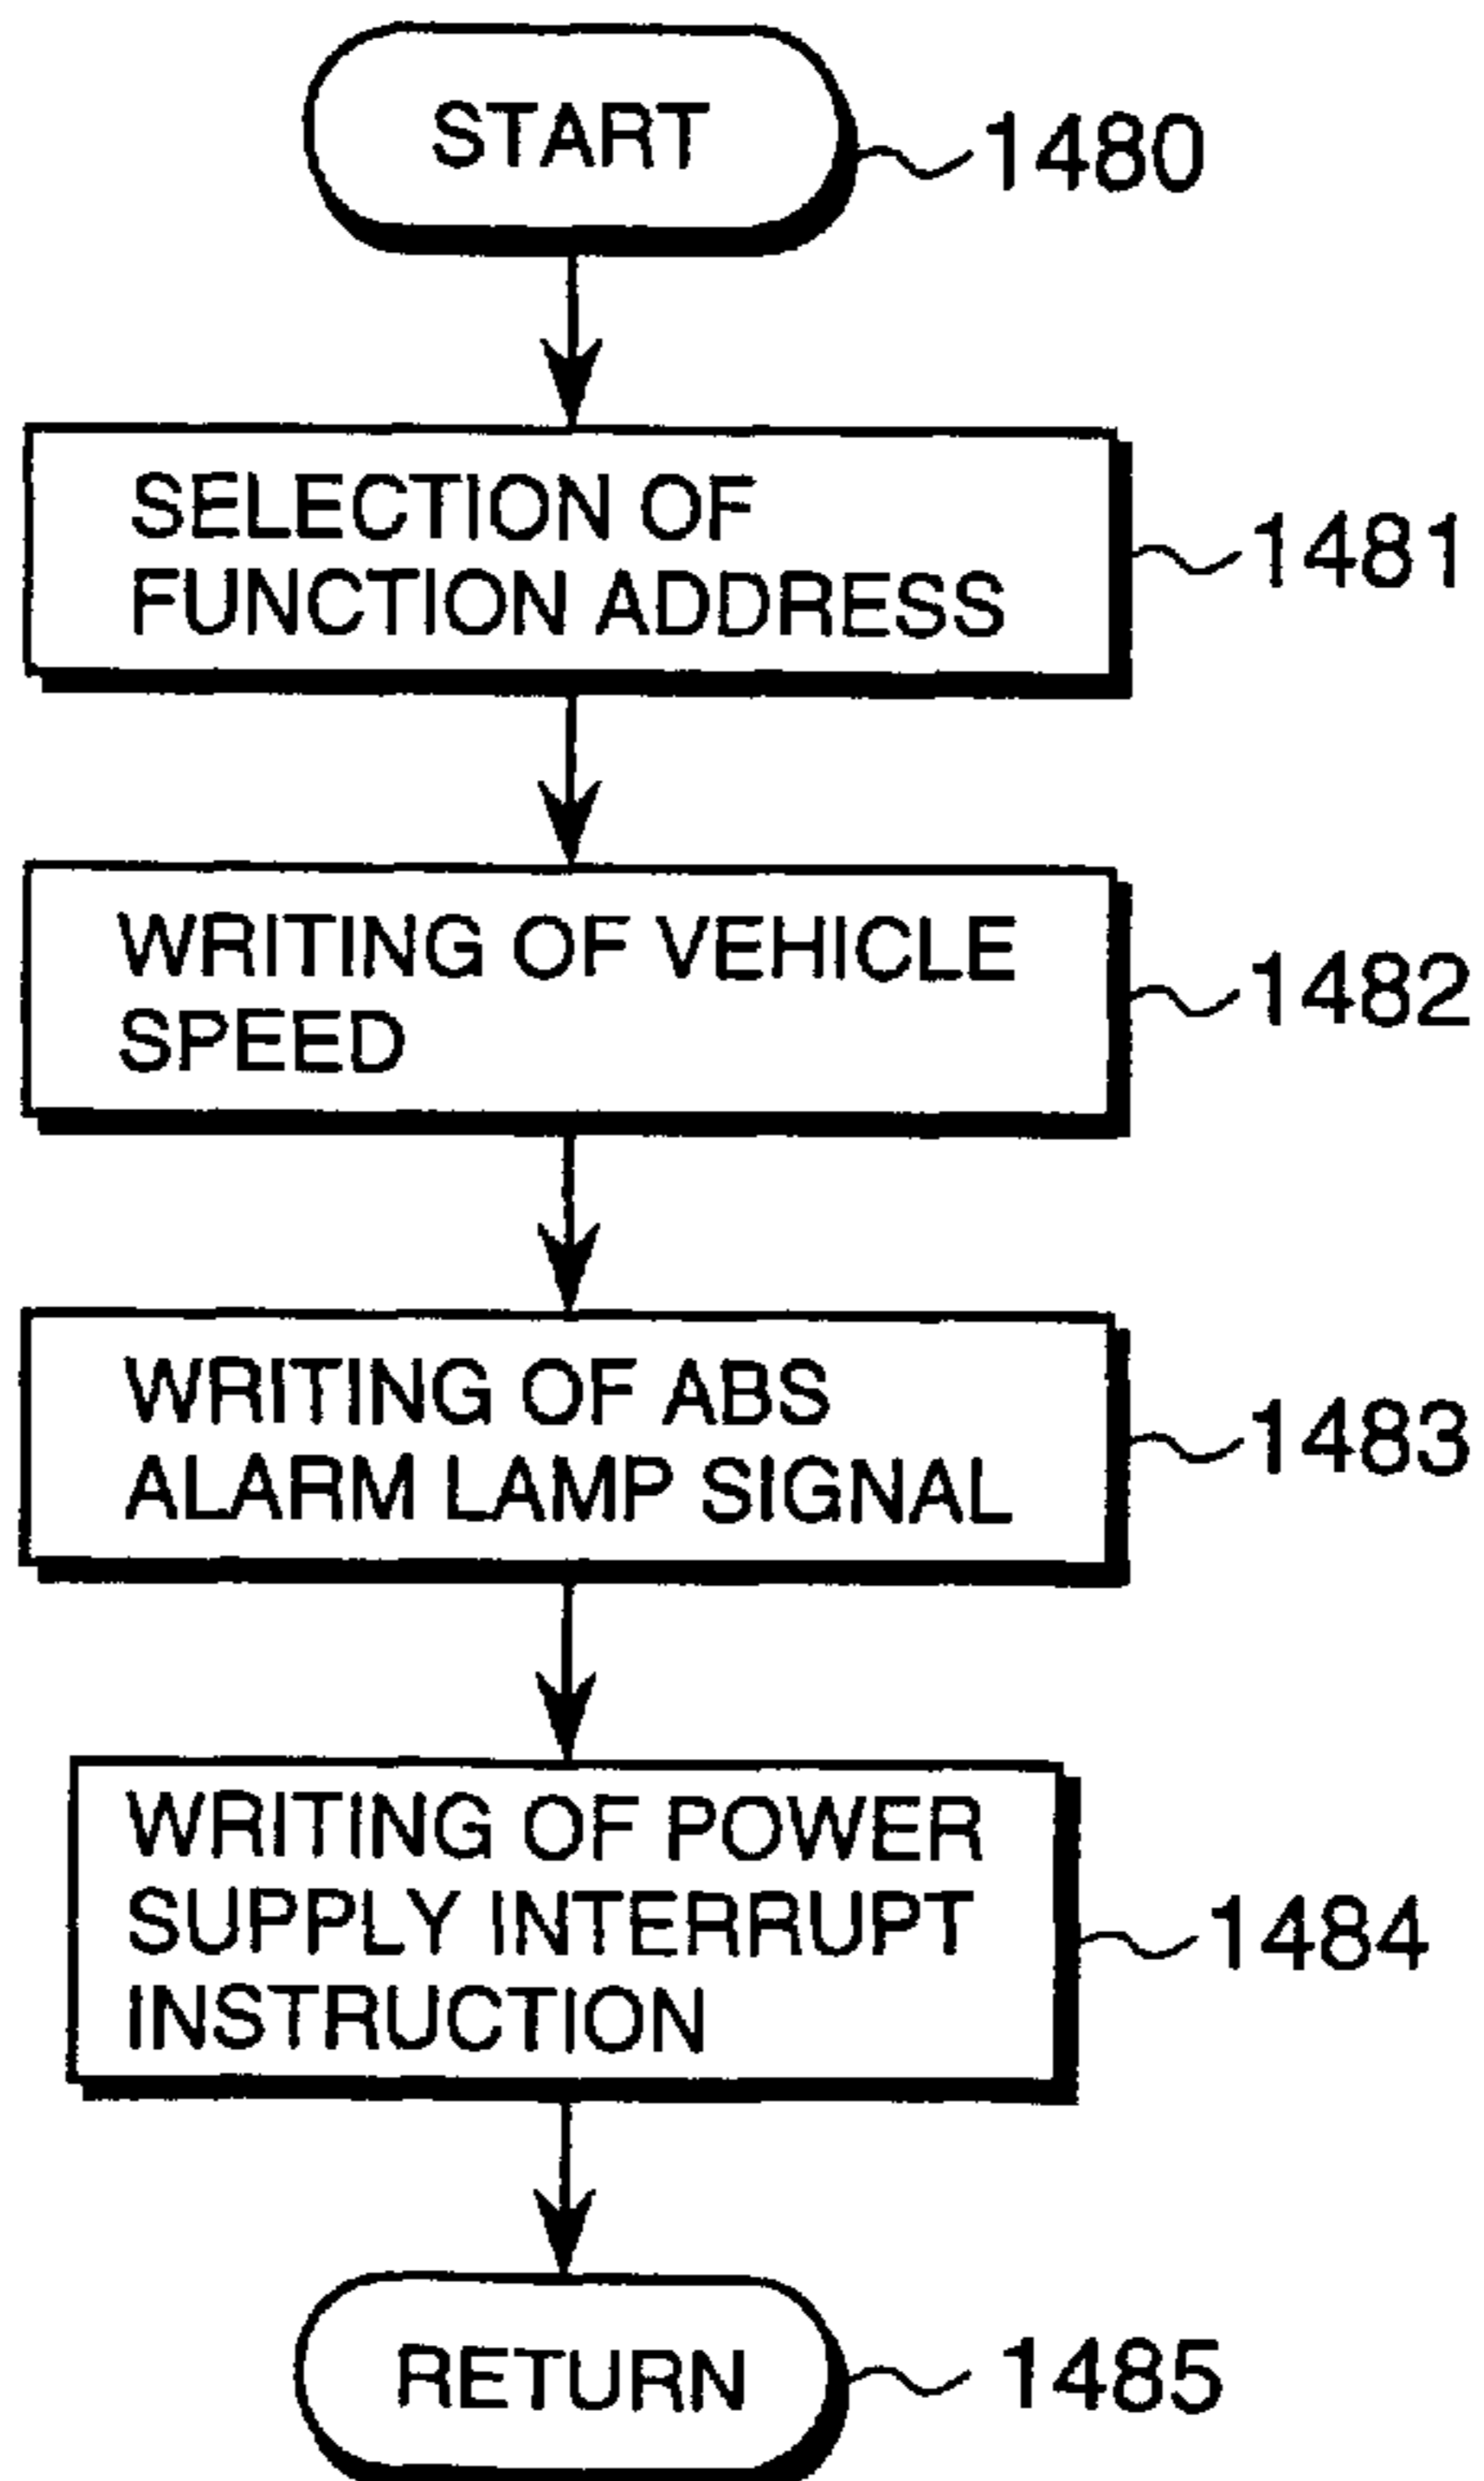 START
1480
SELECTION OF
FUNCTION ADDRESS
1481
WRITING OF VEHICLE
SPEED
1482
WRITING OF ABS
ALARM LAMP SIGNAL
1483
WRITING OF POWER
SUPPLY INTERRUPT
INSTRUCTION
1484
RETURN
1485